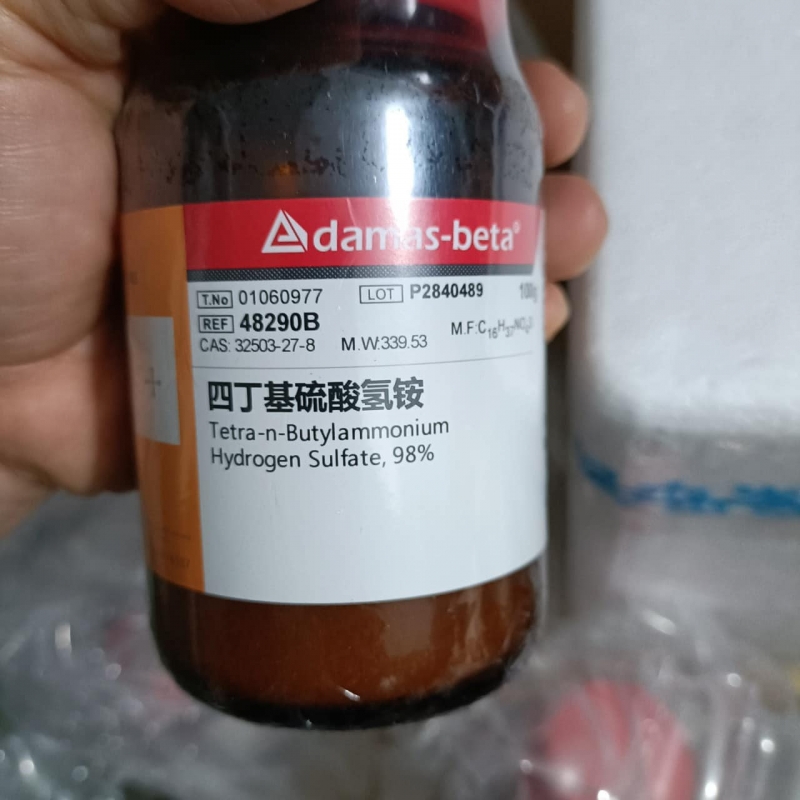 Adamas-beta®
T.No 01060977 LOT P2840489 100g
REF 48290B
CAS: 32503-27-8 M.W:339.53 M.F:C16H37NO4S
四丁基硫酸氢铵
Tetra-n-Butylammonium
Hydrogen Sulfate, 98%